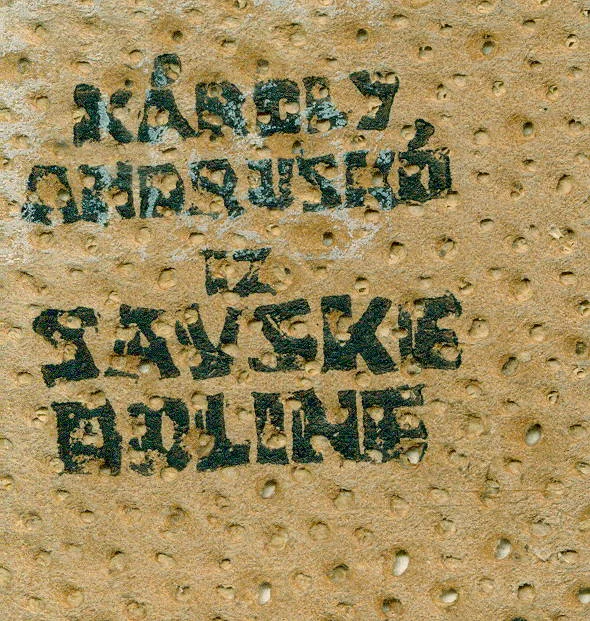 KÁROLY
ANDRUSKÓ
IZ
SAVSKE
DOLINE